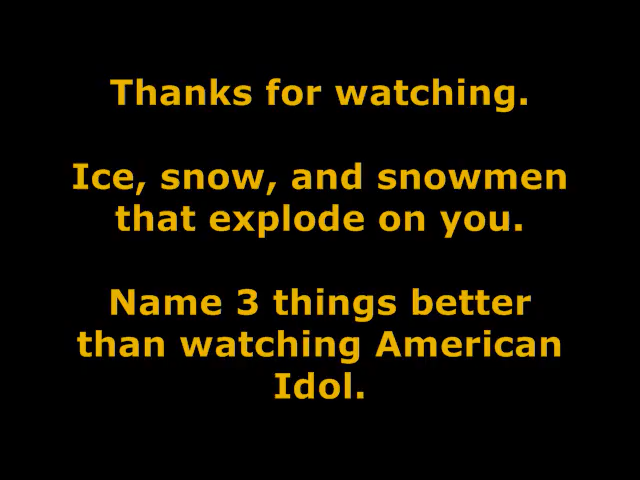 Thanks for watching.
Ice, snow, and snowmen
that explode on you.
Name 3 things better
than watching American
Idol.